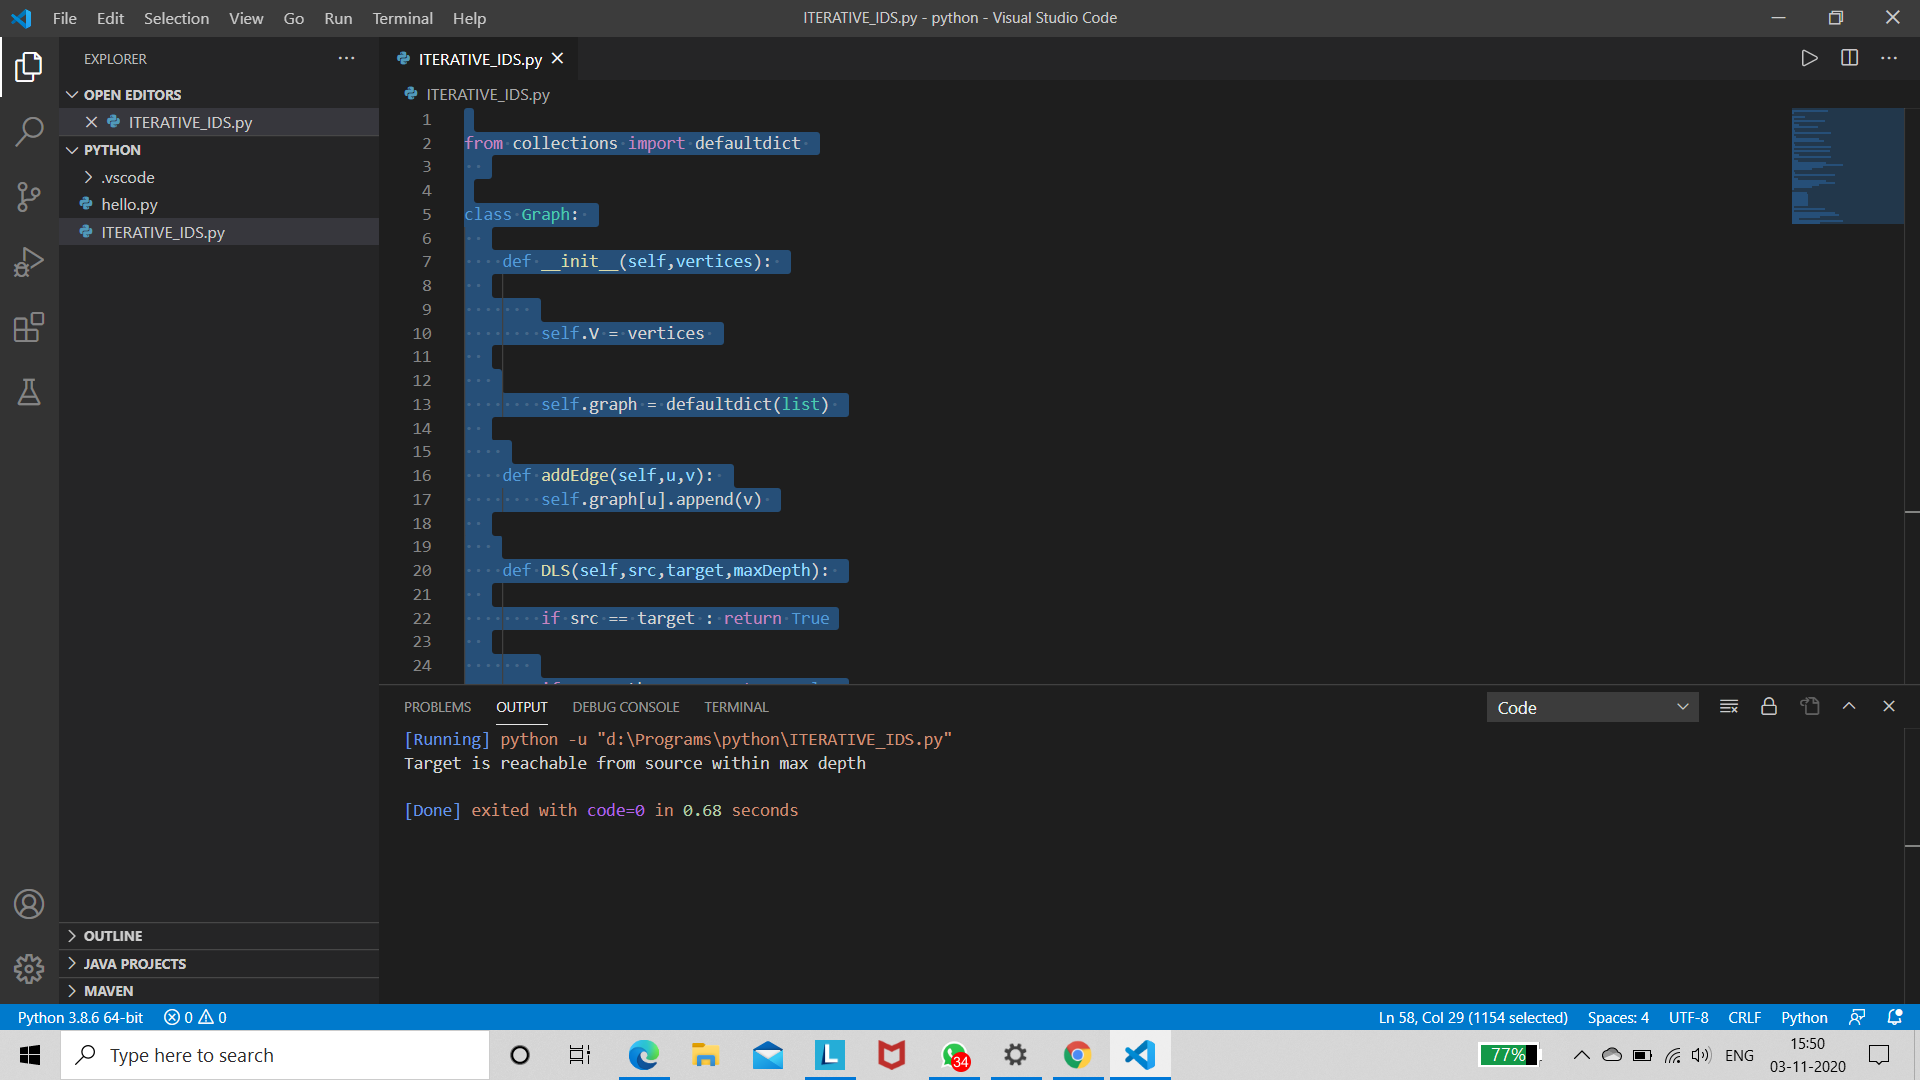 File Edit Selection View Go Run Terminal Help
ITERATIVE_IDS.py - python - Visual Studio Code
EXPLORER
OPEN EDITORS
ITERATIVE_IDS.py
PYTHON
.vscode
hello.py
ITERATIVE_IDS.py
OUTLINE
JAVA PROJECTS
MAVEN
ITERATIVE_IDS.py
ITERATIVE_IDS.py
1
2 from collections import defaultdict
3
4
5 class Graph:
6
7 def __init__(self,vertices):
8
9
10 self.V = vertices
11
12
13 self.graph = defaultdict(list)
14
15
16 def addEdge(self,u,v):
17 self.graph[u].append(v)
18
19
20 def DLS(self,src,target,maxDepth):
21
22 if src == target : return True
23
24
PROBLEMS OUTPUT DEBUG CONSOLE TERMINAL
Code
[Running] python -u "d:\Programs\python\ITERATIVE_IDS.py"
Target is reachable from source within max depth
[Done] exited with code=0 in 0.68 seconds
Python 3.8.6 64-bit 0 0
Ln 58, Col 29 (1154 selected) Spaces: 4 UTF-8 CRLF Python
Type here to search
L
34
77%
ENG
15:50
03-11-2020